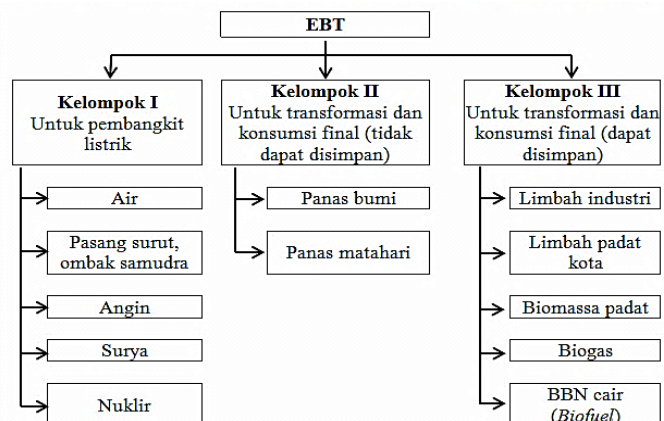 EBT
Kelompok I
Untuk pembangkit
listrik
Kelompok II
Untuk transformasi dan
konsumsi final (tidak
dapat disimpan)
Kelompok III
Untuk transformasi dan
konsumsi final (dapat
disimpan)
Air
Pasang surut,
ombak samudra
Angin
Surya
Nuklir
Panas bumi
Panas matahari
Limbah industri
Limbah padat
kota
Biomassa padat
Biogas
BBN cair
(Biofuel)